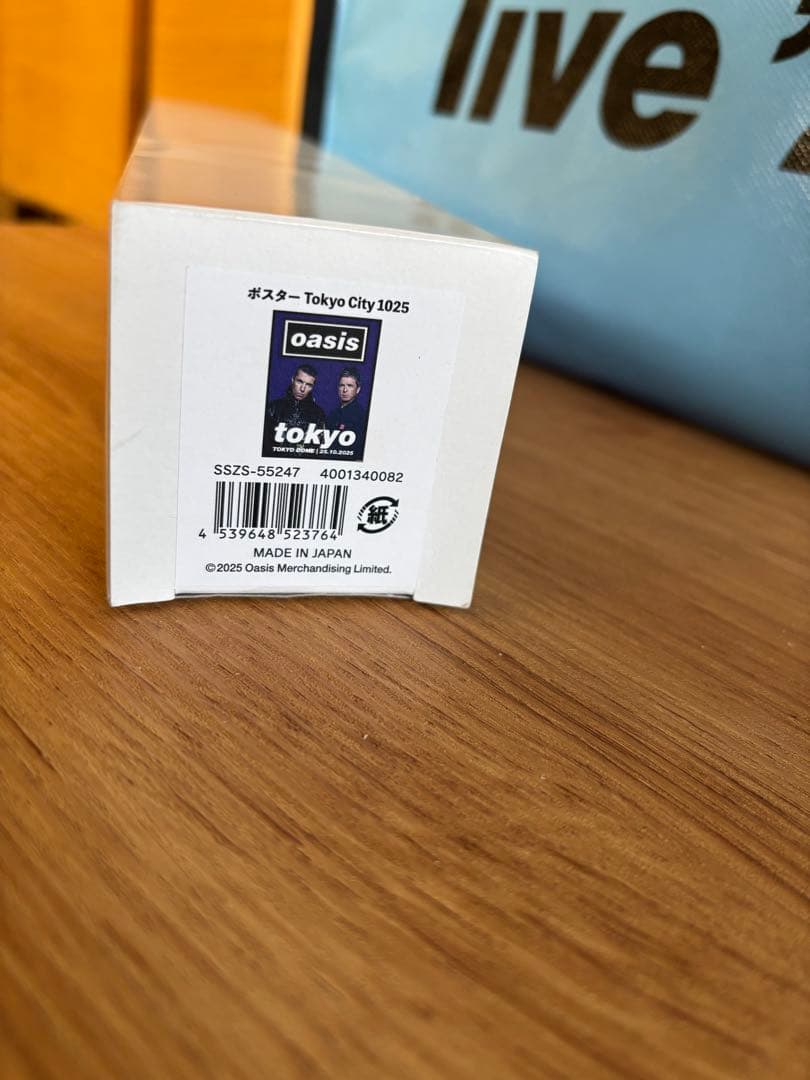 live
ポスター Tokyo City 1025
oasis
tokyo
TOKYO DOME | 25.10.2025
SSZS-55247 4001340082
4 539648 523764
紙
MADE IN JAPAN
©2025 Oasis Merchandising Limited.